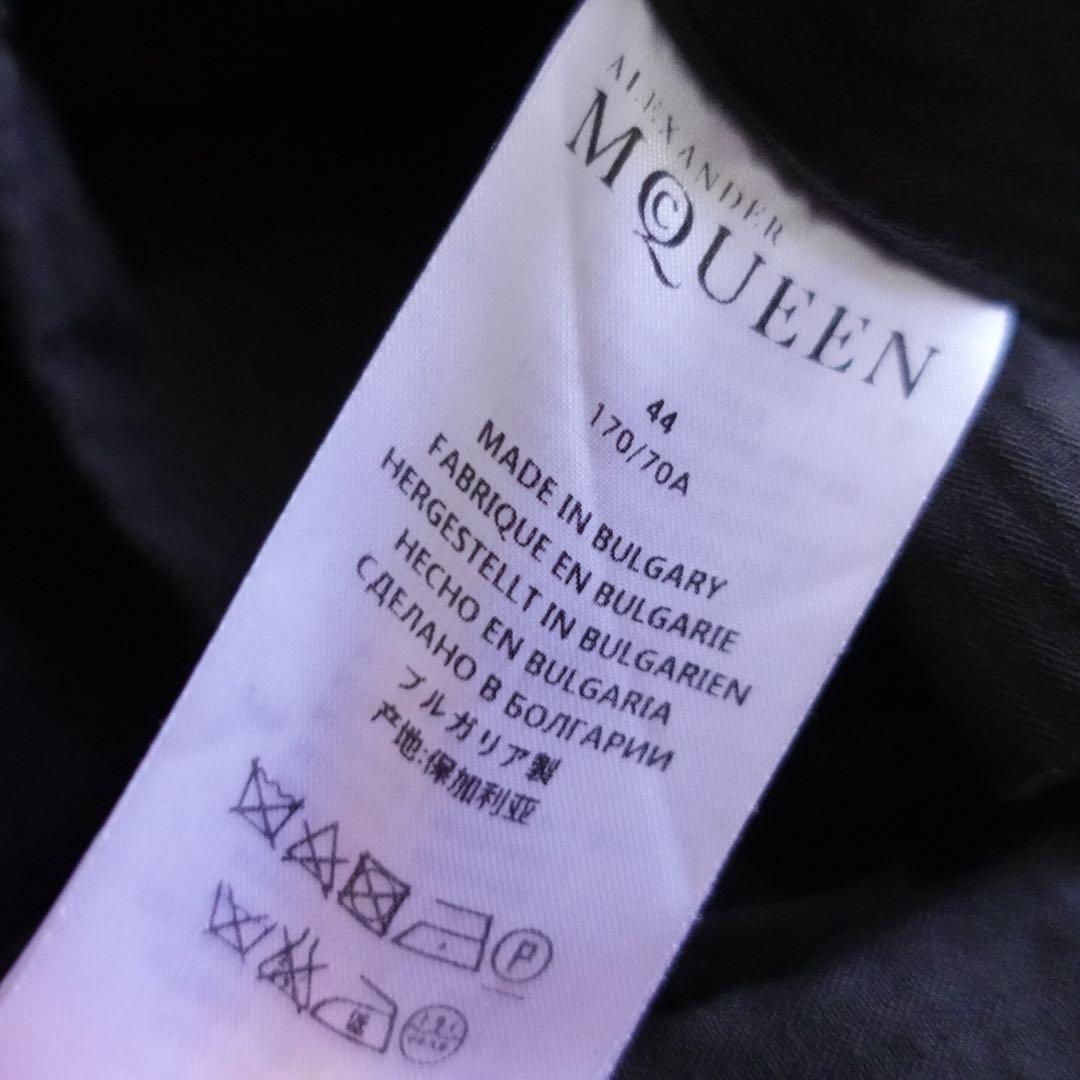 ALEXANDER
McQUEEN
44
170/70A
MADE IN BULGARY
FABRIQUE EN BULGARIE
HERGESTELLT IN BULGARIEN
HECHO EN BULGARIA
СДЕЛАНО В БОЛГАРИИ
ブルガリア製
产地:保加利亚
P
低